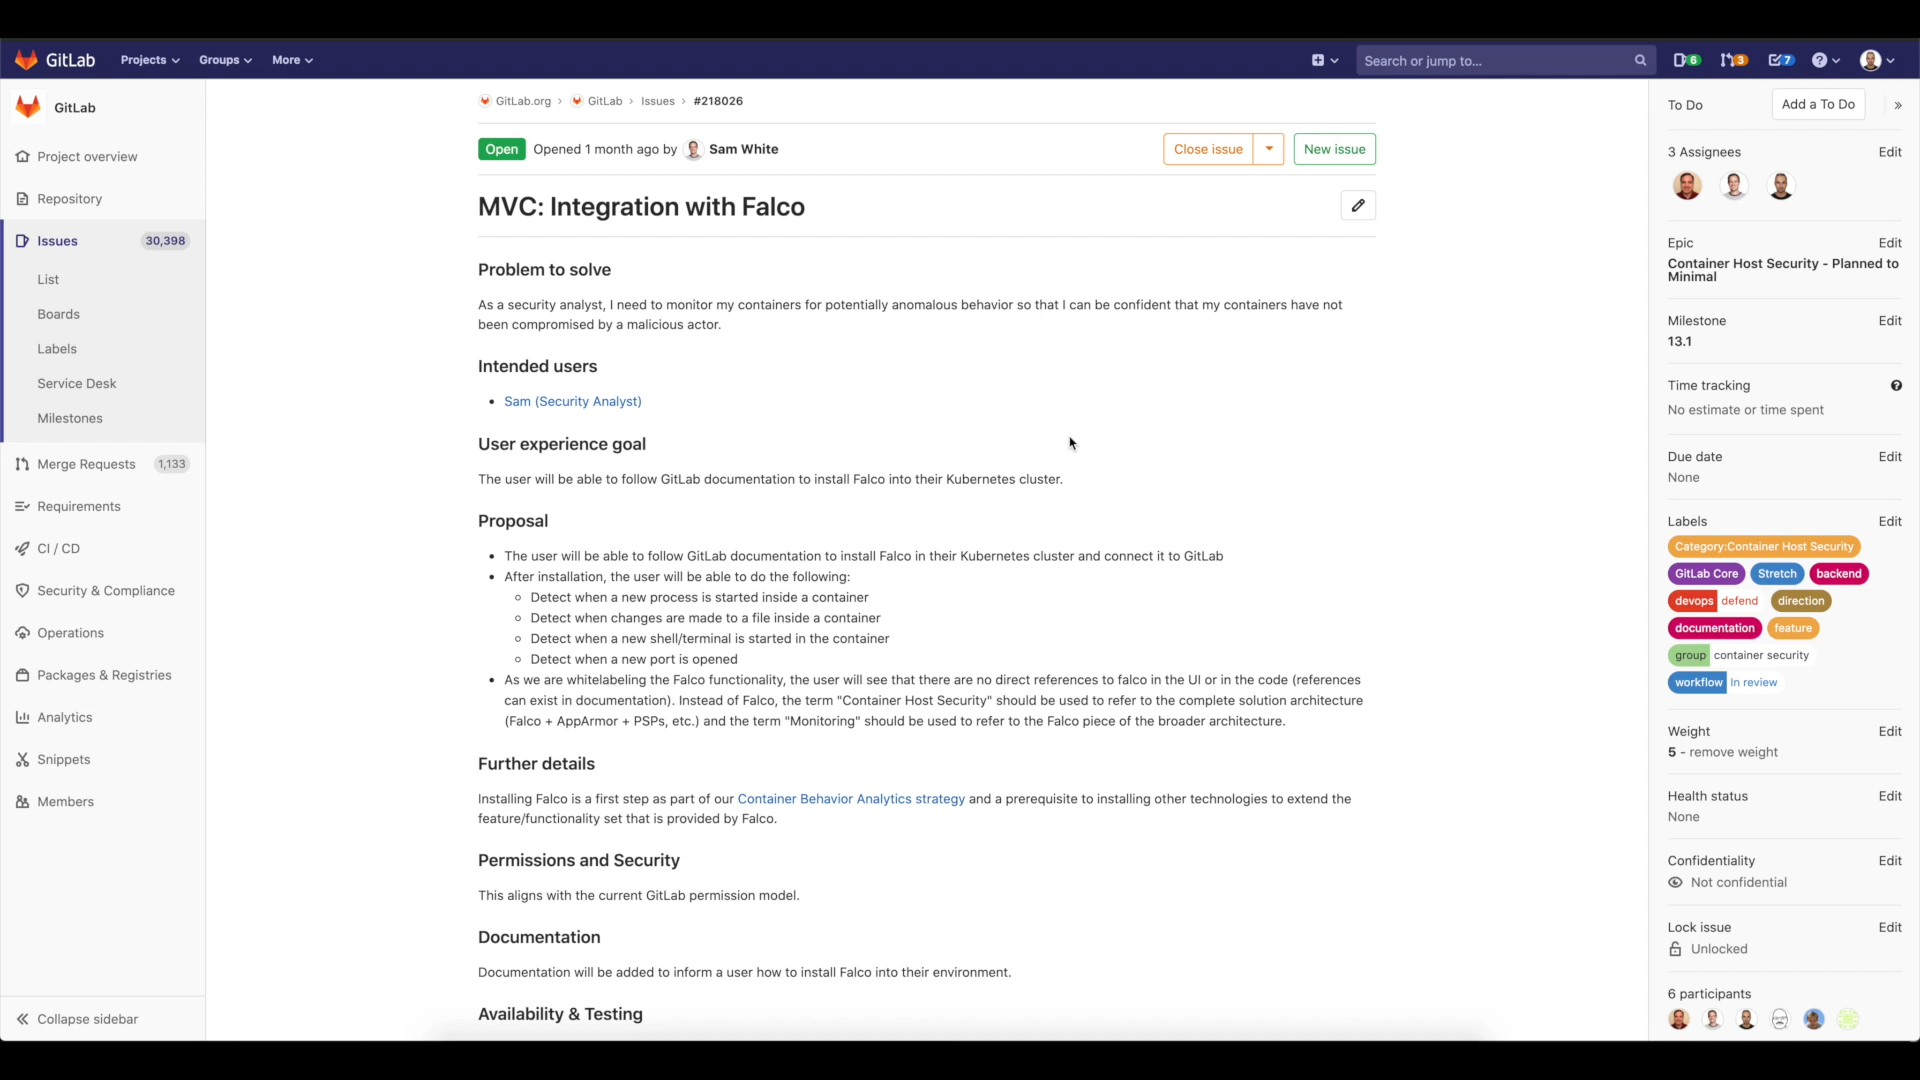 GitLab Projects Groups More Search or jump to... 6 3 7
GitLab
Project overview
Repository
Issues 30,398
List
Boards
Labels
Service Desk
Milestones
Merge Requests 1,133
Requirements
CI / CD
Security & Compliance
Operations
Packages & Registries
Analytics
Snippets
Members
Collapse sidebar
GitLab.org › GitLab › Issues › #218026
Open Opened 1 month ago by Sam White Close issue New issue
MVC: Integration with Falco
Problem to solve
As a security analyst, I need to monitor my containers for potentially anomalous behavior so that I can be confident that my containers have not
been compromised by a malicious actor.
Intended users
• Sam (Security Analyst)
User experience goal
The user will be able to follow GitLab documentation to install Falco into their Kubernetes cluster.
Proposal
• The user will be able to follow GitLab documentation to install Falco in their Kubernetes cluster and connect it to GitLab
• After installation, the user will be able to do the following:
○ Detect when a new process is started inside a container
○ Detect when changes are made to a file inside a container
○ Detect when a new shell/terminal is started in the container
○ Detect when a new port is opened
• As we are whitelabeling the Falco functionality, the user will see that there are no direct references to falco in the UI or in the code (references
can exist in documentation). Instead of Falco, the term "Container Host Security" should be used to refer to the complete solution architecture
(Falco + AppArmor + PSPs, etc.) and the term "Monitoring" should be used to refer to the Falco piece of the broader architecture.
Further details
Installing Falco is a first step as part of our Container Behavior Analytics strategy and a prerequisite to installing other technologies to extend the
feature/functionality set that is provided by Falco.
Permissions and Security
This aligns with the current GitLab permission model.
Documentation
Documentation will be added to inform a user how to install Falco into their environment.
Availability & Testing
To Do Add a To Do »
3 Assignees Edit
Epic Edit
Container Host Security - Planned to
Minimal
Milestone Edit
13.1
Time tracking
No estimate or time spent
Due date Edit
None
Labels Edit
Category:Container Host Security
GitLab Core Stretch backend
devops defend direction
documentation feature
group container security
workflow In review
Weight Edit
5 - remove weight
Health status Edit
None
Confidentiality Edit
Not confidential
Lock issue Edit
Unlocked
6 participants